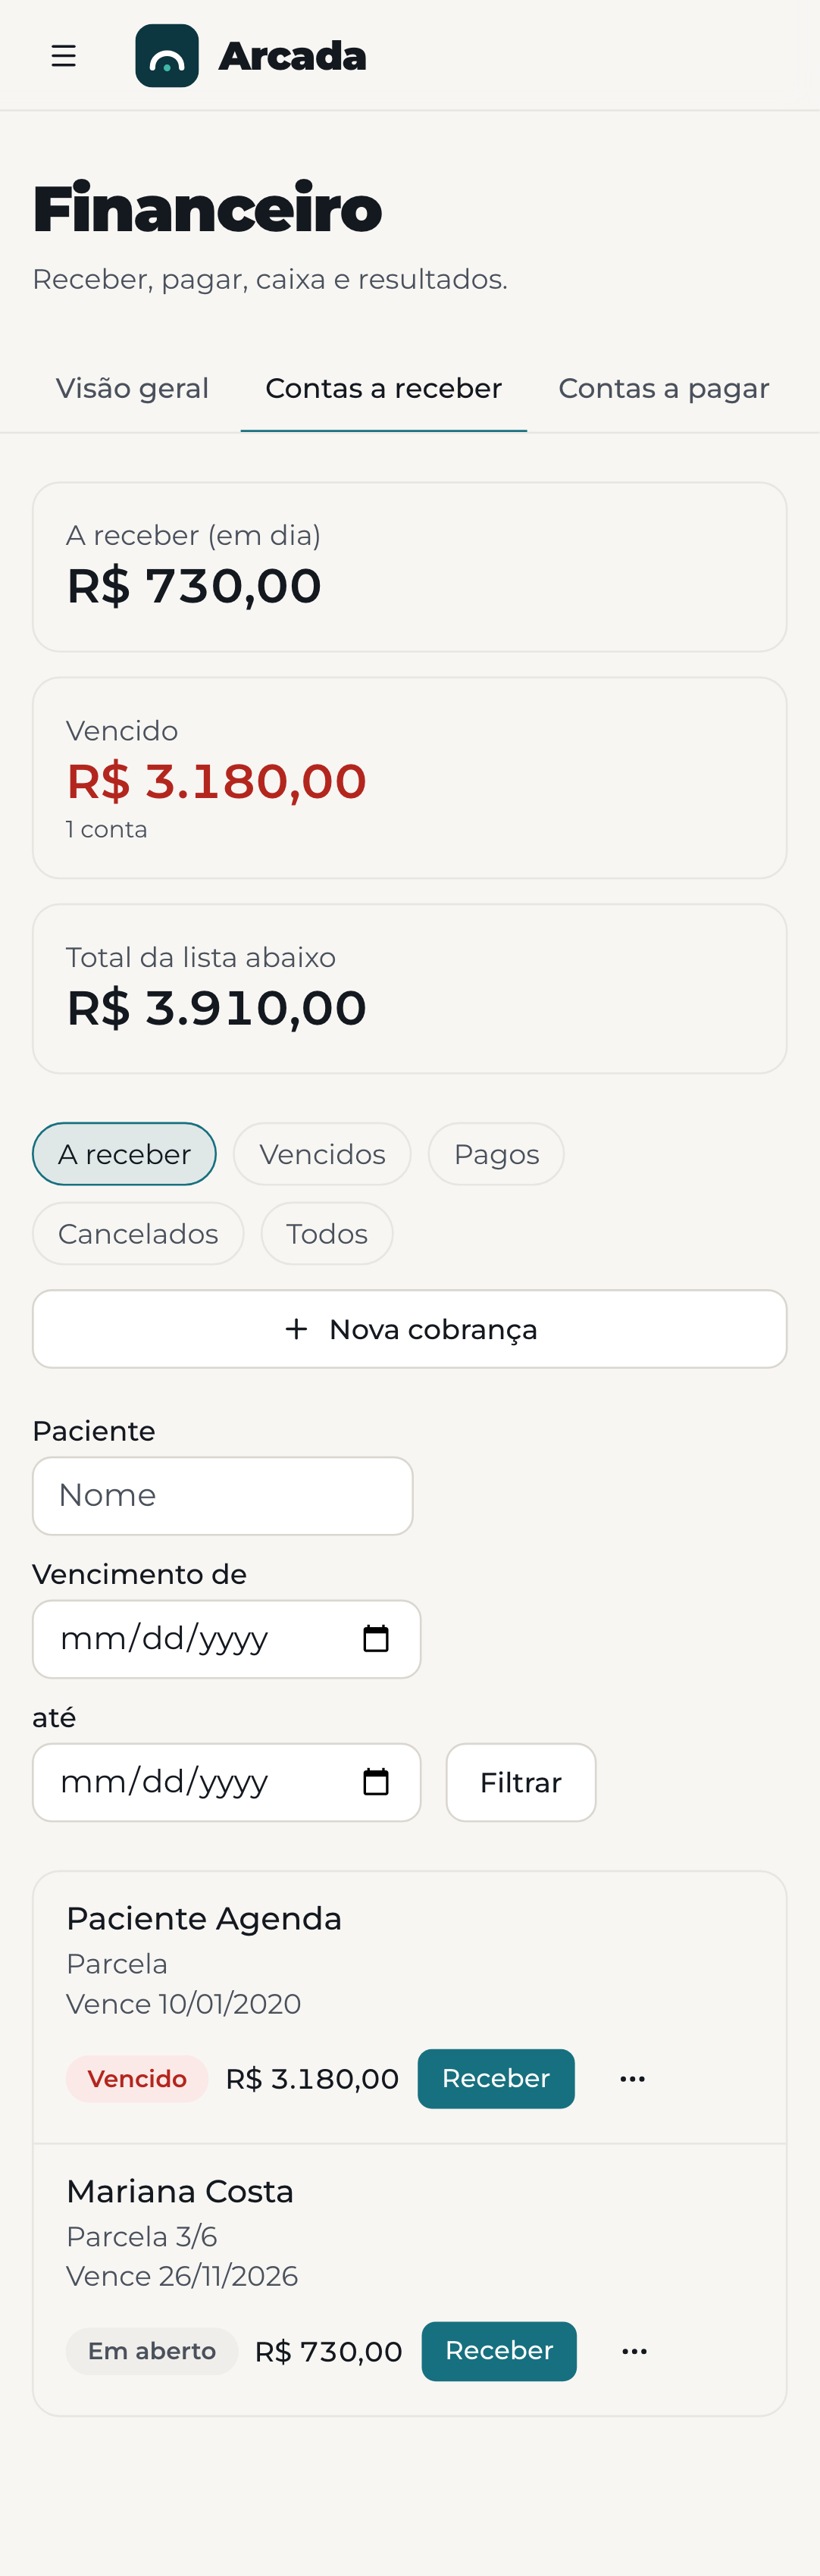 Arcada
Financeiro
Receber, pagar, caixa e resultados.
Visão geral Contas a receber Contas a pagar
A receber (em dia)
R$ 730,00
Vencido
R$ 3.180,00
1 conta
Total da lista abaixo
R$ 3.910,00
A receber Vencidos Pagos
Cancelados Todos
+ Nova cobrança
Paciente
Nome
Vencimento de
mm/dd/yyyy
até
mm/dd/yyyy Filtrar
Paciente Agenda
Parcela
Vence 10/01/2020
Vencido R$ 3.180,00 Receber ...
Mariana Costa
Parcela 3/6
Vence 26/11/2026
Em aberto R$ 730,00 Receber ...